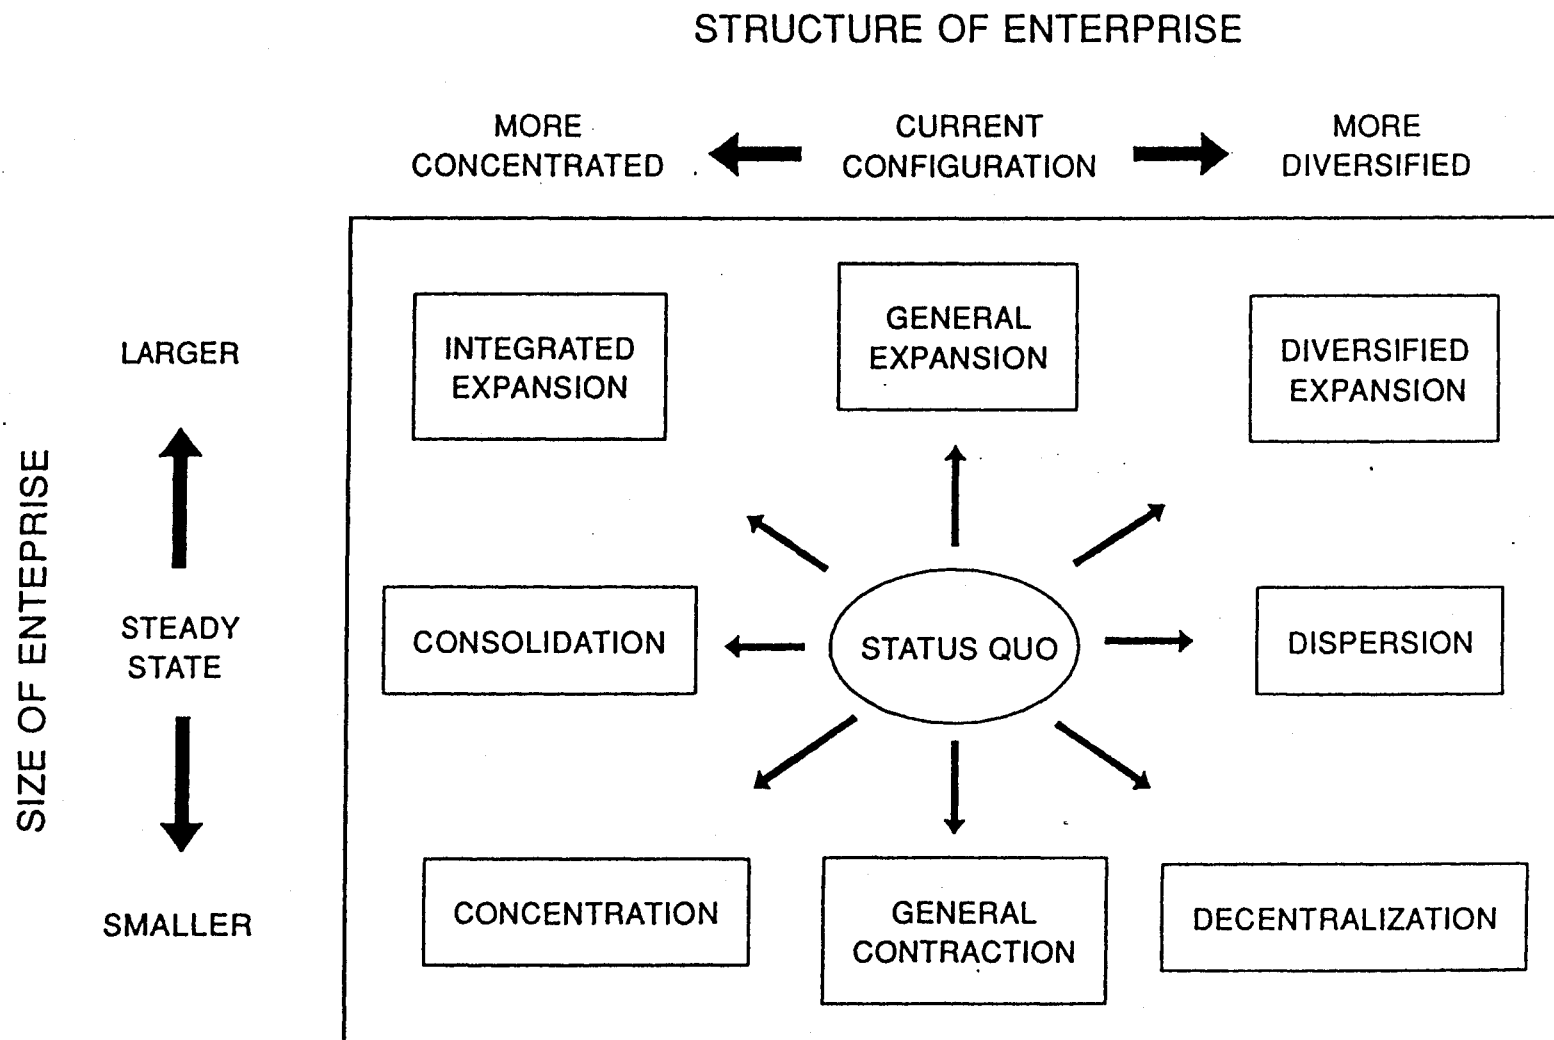 STRUCTURE OF ENTERPRISE
MORE
CONCENTRATED
CURRENT
CONFIGURATION
MORE
DIVERSIFIED
SIZE OF ENTEPRISE
LARGER
STEADY
STATE
SMALLER
INTEGRATED
EXPANSION
GENERAL
EXPANSION
DIVERSIFIED
EXPANSION
CONSOLIDATION
STATUS QUO
DISPERSION
CONCENTRATION
GENERAL
CONTRACTION
DECENTRALIZATION